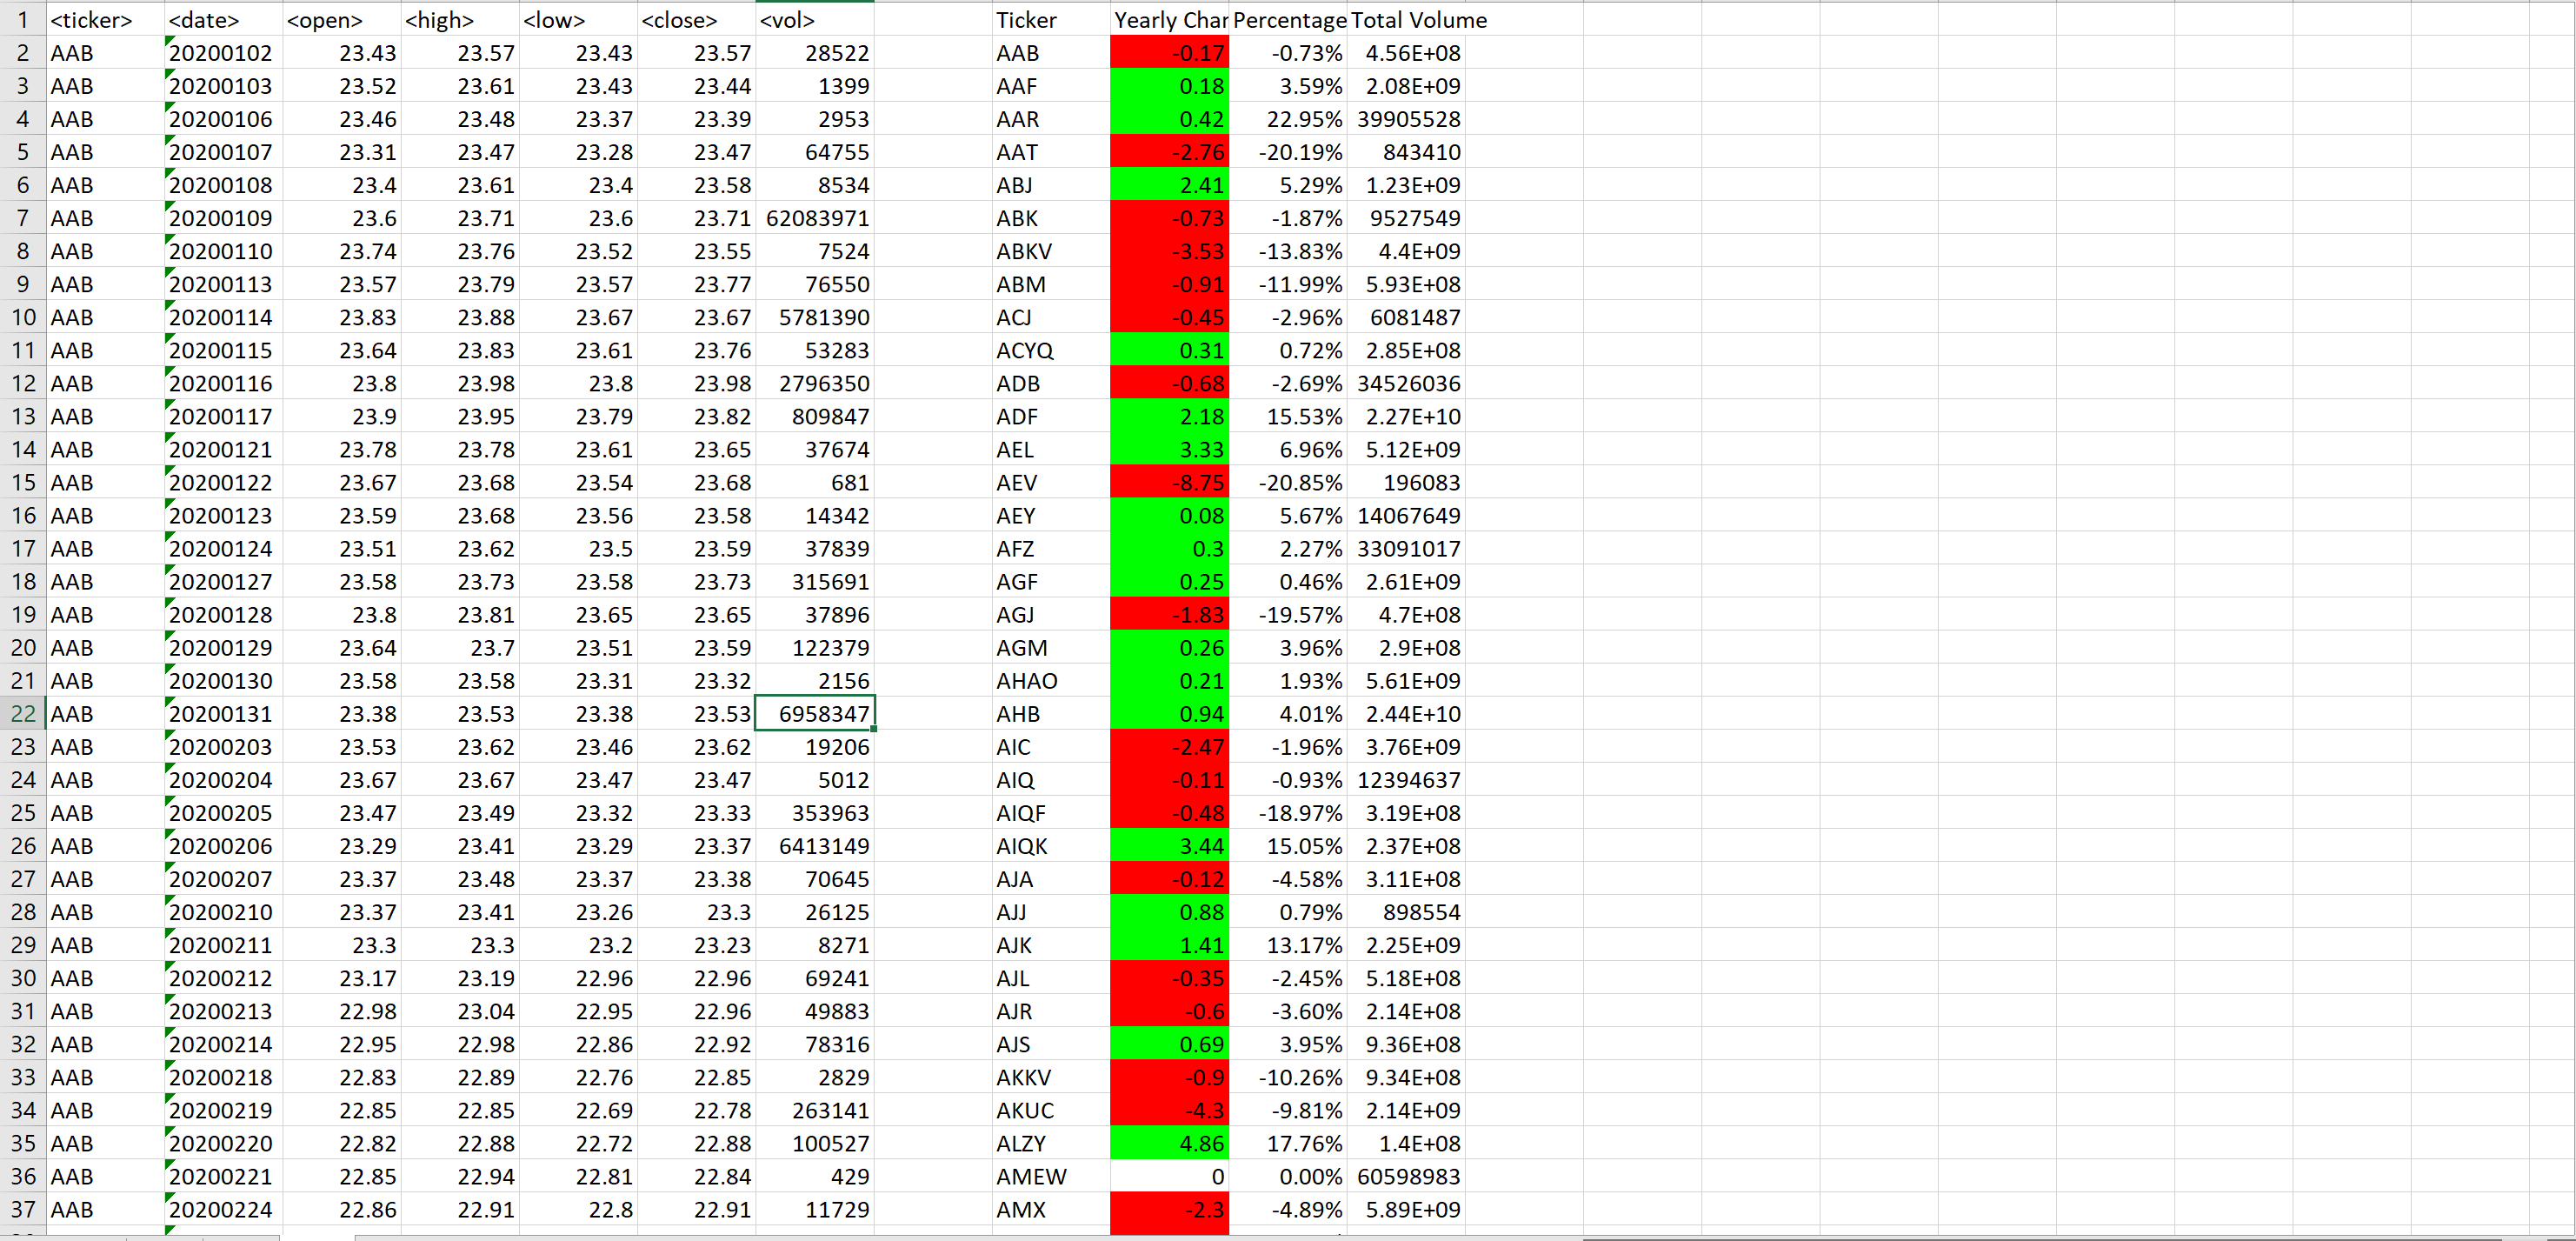 1 <ticker> <date> <open> <high> <low> <close> <vol> Ticker Yearly Char Percentage Total Volume
2 AAB 20200102 23.43 23.57 23.43 23.57 28522 AAB -0.17 -0.73% 4.56E+08
3 AAB 20200103 23.52 23.61 23.43 23.44 1399 AAF 0.18 3.59% 2.08E+09
4 AAB 20200106 23.46 23.48 23.37 23.39 2953 AAR 0.42 22.95% 39905528
5 AAB 20200107 23.31 23.47 23.28 23.47 64755 AAT -2.76 -20.19% 843410
6 AAB 20200108 23.4 23.61 23.4 23.58 8534 ABJ 2.41 5.29% 1.23E+09
7 AAB 20200109 23.6 23.71 23.6 23.71 62083971 ABK -0.73 -1.87% 9527549
8 AAB 20200110 23.74 23.76 23.52 23.55 7524 ABKV -3.53 -13.83% 4.4E+09
9 AAB 20200113 23.57 23.79 23.57 23.77 76550 ABM -0.91 -11.99% 5.93E+08
10 AAB 20200114 23.83 23.88 23.67 23.67 5781390 ACJ -0.45 -2.96% 6081487
11 AAB 20200115 23.64 23.83 23.61 23.76 53283 ACYQ 0.31 0.72% 2.85E+08
12 AAB 20200116 23.8 23.98 23.8 23.98 2796350 ADB -0.68 -2.69% 34526036
13 AAB 20200117 23.9 23.95 23.79 23.82 809847 ADF 2.18 15.53% 2.27E+10
14 AAB 20200121 23.78 23.78 23.61 23.65 37674 AEL 3.33 6.96% 5.12E+09
15 AAB 20200122 23.67 23.68 23.54 23.68 681 AEV -8.75 -20.85% 196083
16 AAB 20200123 23.59 23.68 23.56 23.58 14342 AEY 0.08 5.67% 14067649
17 AAB 20200124 23.51 23.62 23.5 23.59 37839 AFZ 0.3 2.27% 33091017
18 AAB 20200127 23.58 23.73 23.58 23.73 315691 AGF 0.25 0.46% 2.61E+09
19 AAB 20200128 23.8 23.81 23.65 23.65 37896 AGJ -1.83 -19.57% 4.7E+08
20 AAB 20200129 23.64 23.7 23.51 23.59 122379 AGM 0.26 3.96% 2.9E+08
21 AAB 20200130 23.58 23.58 23.31 23.32 2156 AHAO 0.21 1.93% 5.61E+09
22 AAB 20200131 23.38 23.53 23.38 23.53 6958347 AHB 0.94 4.01% 2.44E+10
23 AAB 20200203 23.53 23.62 23.46 23.62 19206 AIC -2.47 -1.96% 3.76E+09
24 AAB 20200204 23.67 23.67 23.47 23.47 5012 AIQ -0.11 -0.93% 12394637
25 AAB 20200205 23.47 23.49 23.32 23.33 353963 AIQF -0.48 -18.97% 3.19E+08
26 AAB 20200206 23.29 23.41 23.29 23.37 6413149 AIQK 3.44 15.05% 2.37E+08
27 AAB 20200207 23.37 23.48 23.37 23.38 70645 AJA -0.12 -4.58% 3.11E+08
28 AAB 20200210 23.37 23.41 23.26 23.3 26125 AJJ 0.88 0.79% 898554
29 AAB 20200211 23.3 23.3 23.2 23.23 8271 AJK 1.41 13.17% 2.25E+09
30 AAB 20200212 23.17 23.19 22.96 22.96 69241 AJL -0.35 -2.45% 5.18E+08
31 AAB 20200213 22.98 23.04 22.95 22.96 49883 AJR -0.6 -3.60% 2.14E+08
32 AAB 20200214 22.95 22.98 22.86 22.92 78316 AJS 0.69 3.95% 9.36E+08
33 AAB 20200218 22.83 22.89 22.76 22.85 2829 AKKV -0.9 -10.26% 9.34E+08
34 AAB 20200219 22.85 22.85 22.69 22.78 263141 AKUC -4.3 -9.81% 2.14E+09
35 AAB 20200220 22.82 22.88 22.72 22.88 100527 ALZY 4.86 17.76% 1.4E+08
36 AAB 20200221 22.85 22.94 22.81 22.84 429 AMEW 0 0.00% 60598983
37 AAB 20200224 22.86 22.91 22.8 22.91 11729 AMX -2.3 -4.89% 5.89E+09